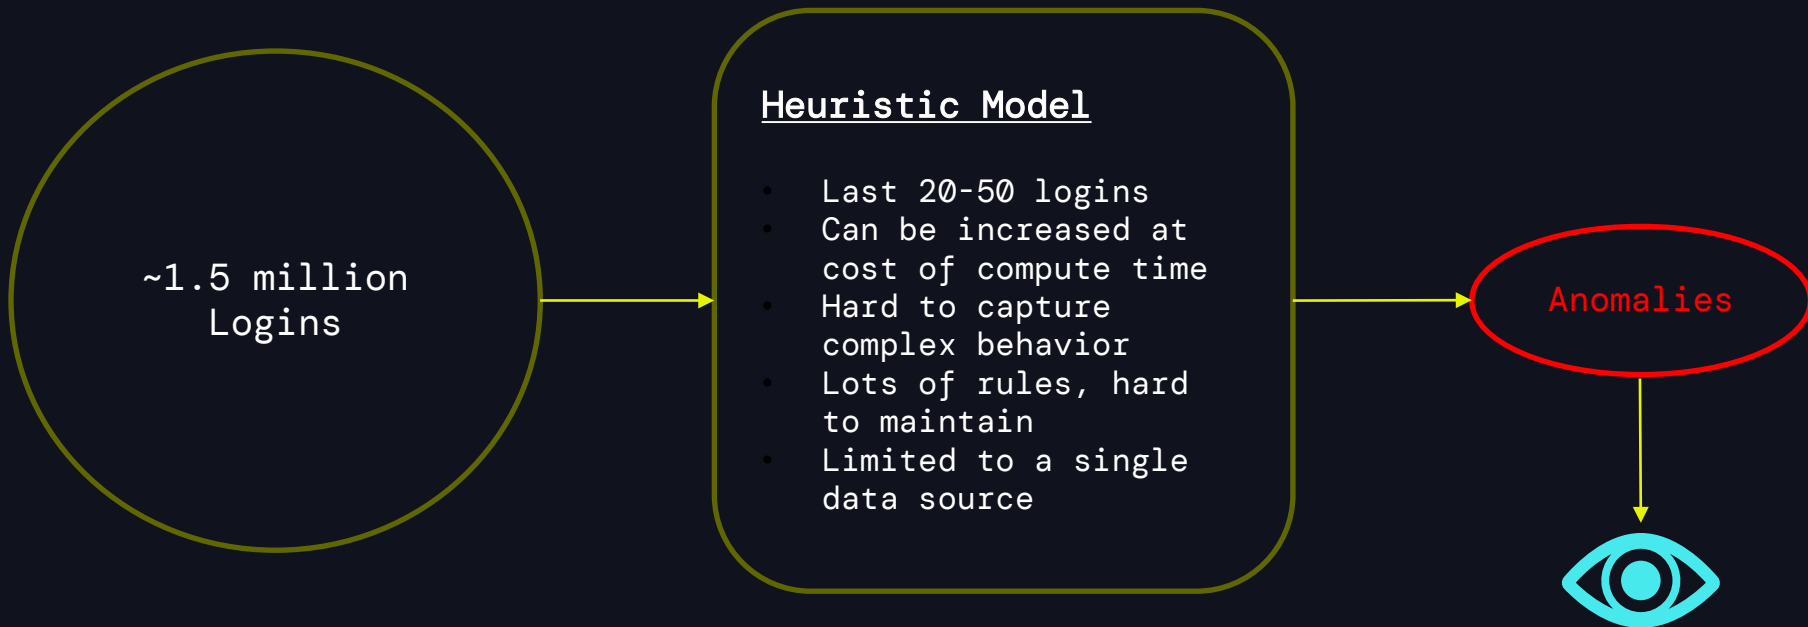 ~1.5 million
Logins
Heuristic Model
• Last 20-50 logins
• Can be increased at
cost of compute time
• Hard to capture
complex behavior
• Lots of rules, hard
to maintain
• Limited to a single
data source
Anomalies